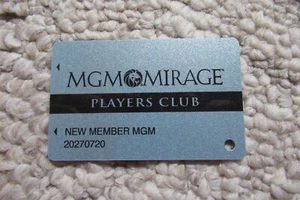 MGM MIRAGE
PLAYERS CLUB
NEW MEMBER MGM
20270720